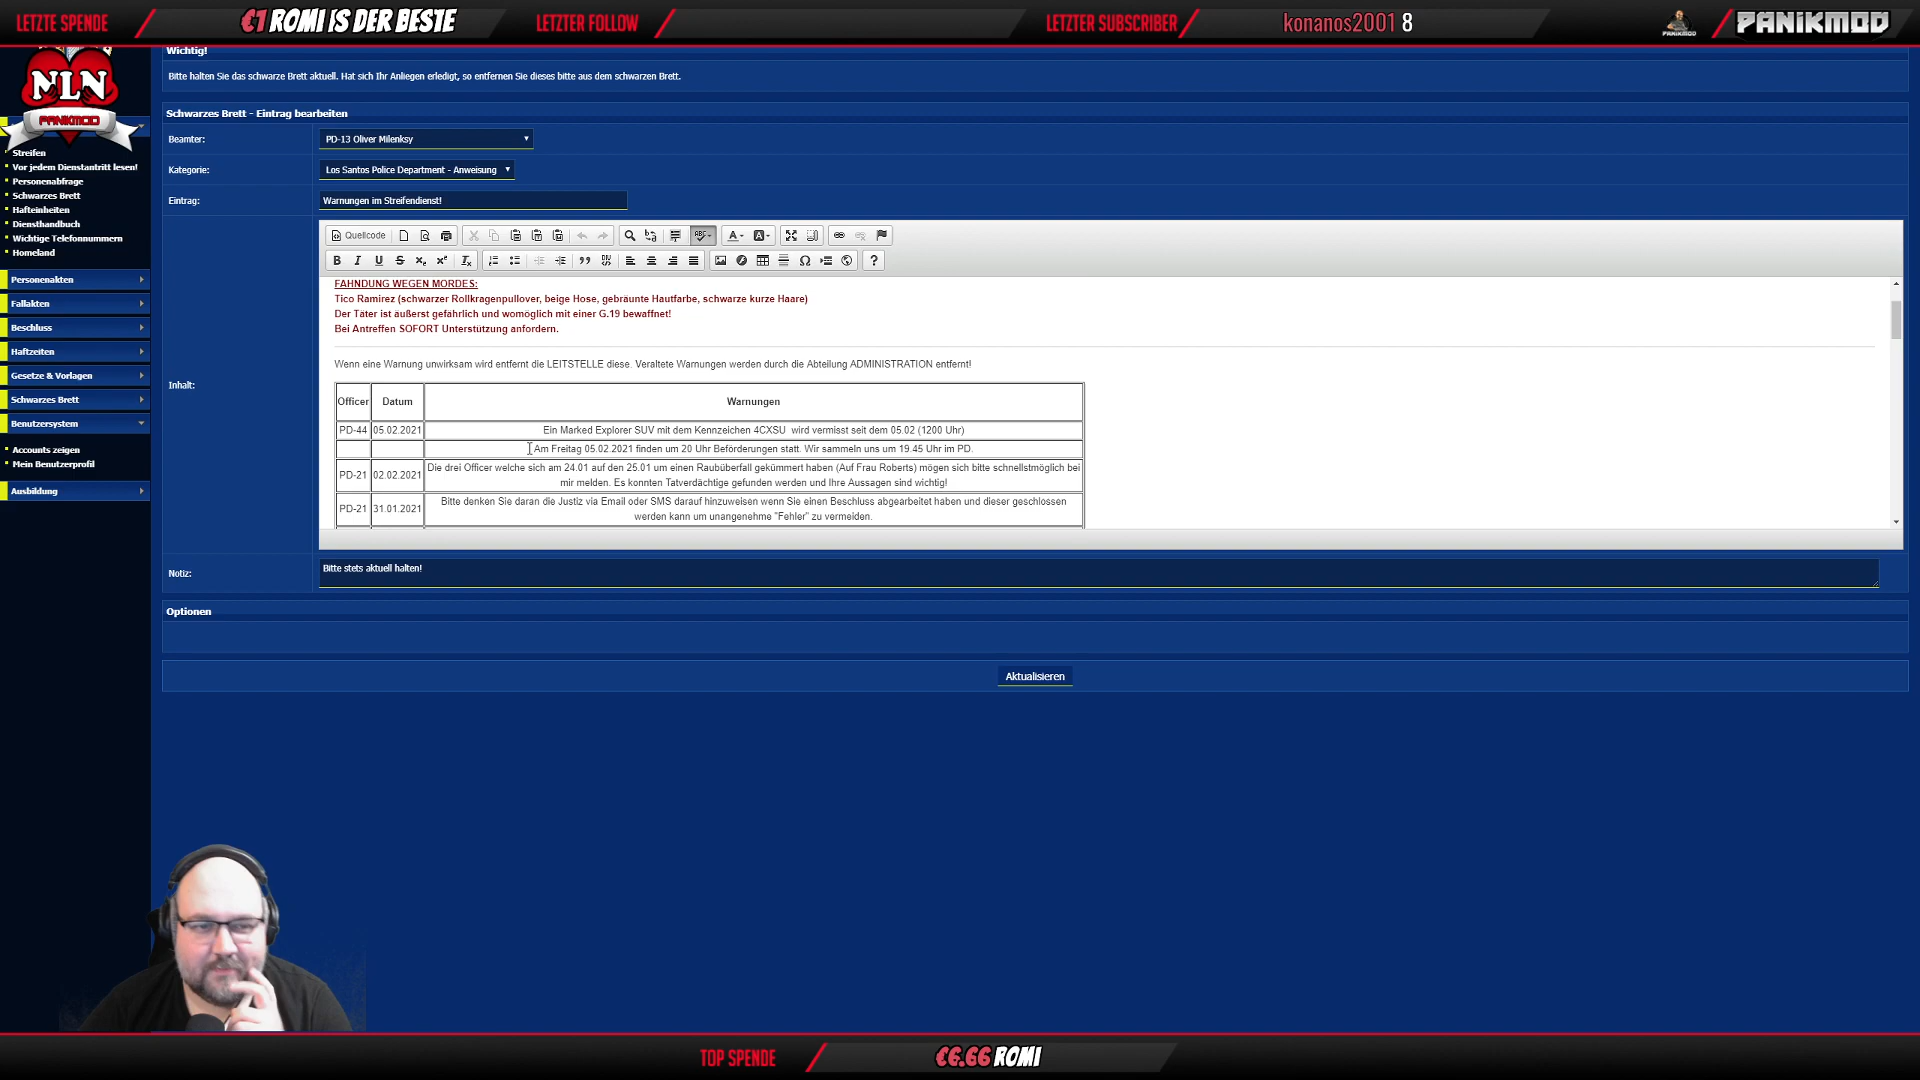 LETZTE SPENDE
€1 ROMI IS DER BESTE
LETZTER FOLLOW
LETZTER SUBSCRIBER
konanos2001 8
PANIKMOD
PANIKMOD
Wichtig!
Bitte halten Sie das schwarze Brett aktuell. Hat sich Ihr Anliegen erledigt, so entfernen Sie dieses bitte aus dem schwarzen Brett.
NLN
PANIKMOD
Streifen
Vor jedem Dienstantritt lesen!
Personenabfrage
Schwarzes Brett
Hafteinheiten
Diensthandbuch
Wichtige Telefonnummern
Homeland
Personenakten
Fallakten
Beschluss
Haftzeiten
Gesetze & Vorlagen
Schwarzes Brett
Benutzersystem
Accounts zeigen
Mein Benutzerprofil
Ausbildung
Schwarzes Brett - Eintrag bearbeiten
Beamter:
PD-13 Oliver Milenksy
Kategorie:
Los Santos Police Department - Anweisung
Eintrag:
Warnungen im Streifendienst!
Inhalt:
Quellcode
FAHNDUNG WEGEN MORDES:
Tico Ramirez (schwarzer Rollkragenpullover, beige Hose, gebräunte Hautfarbe, schwarze kurze Haare)
Der Täter ist äußerst gefährlich und womöglich mit einer G.19 bewaffnet!
Bei Antreffen SOFORT Unterstützung anfordern.
Wenn eine Warnung unwirksam wird entfernt die LEITSTELLE diese. Veraltete Warnungen werden durch die Abteilung ADMINISTRATION entfernt!
Officer Datum Warnungen
PD-44 05.02.2021 Ein Marked Explorer SUV mit dem Kennzeichen 4CXSU wird vermisst seit dem 05.02 (1200 Uhr)
Am Freitag 05.02.2021 finden um 20 Uhr Beförderungen statt. Wir sammeln uns um 19.45 Uhr im PD.
PD-21 02.02.2021 Die drei Officer welche sich am 24.01 auf den 25.01 um einen Raubüberfall gekümmert haben (Auf Frau Roberts) mögen sich bitte schnellstmöglich bei
mir melden. Es konnten Tatverdächtige gefunden werden und Ihre Aussagen sind wichtig!
PD-21 31.01.2021 Bitte denken Sie daran die Justiz via Email oder SMS darauf hinzuweisen wenn Sie einen Beschluss abgearbeitet haben und dieser geschlossen
werden kann um unangenehme "Fehler" zu vermeiden.
Notiz:
Bitte stets aktuell halten!
Optionen
Aktualisieren
TOP SPENDE
€6.66 ROMI